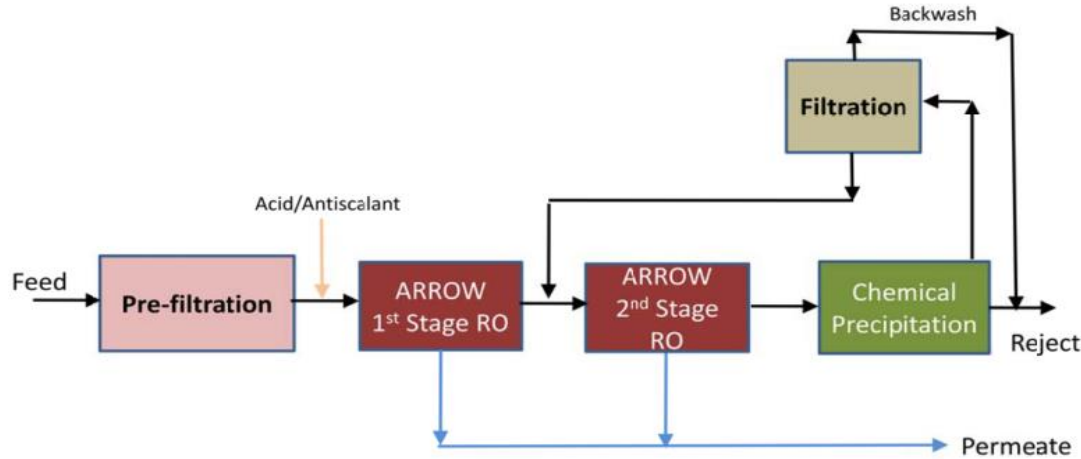 Backwash
Filtration
Acid/Antiscalant
Feed
Pre-filtration
ARROW
1st Stage RO
ARROW
2nd Stage
RO
Chemical
Precipitation
Reject
Permeate